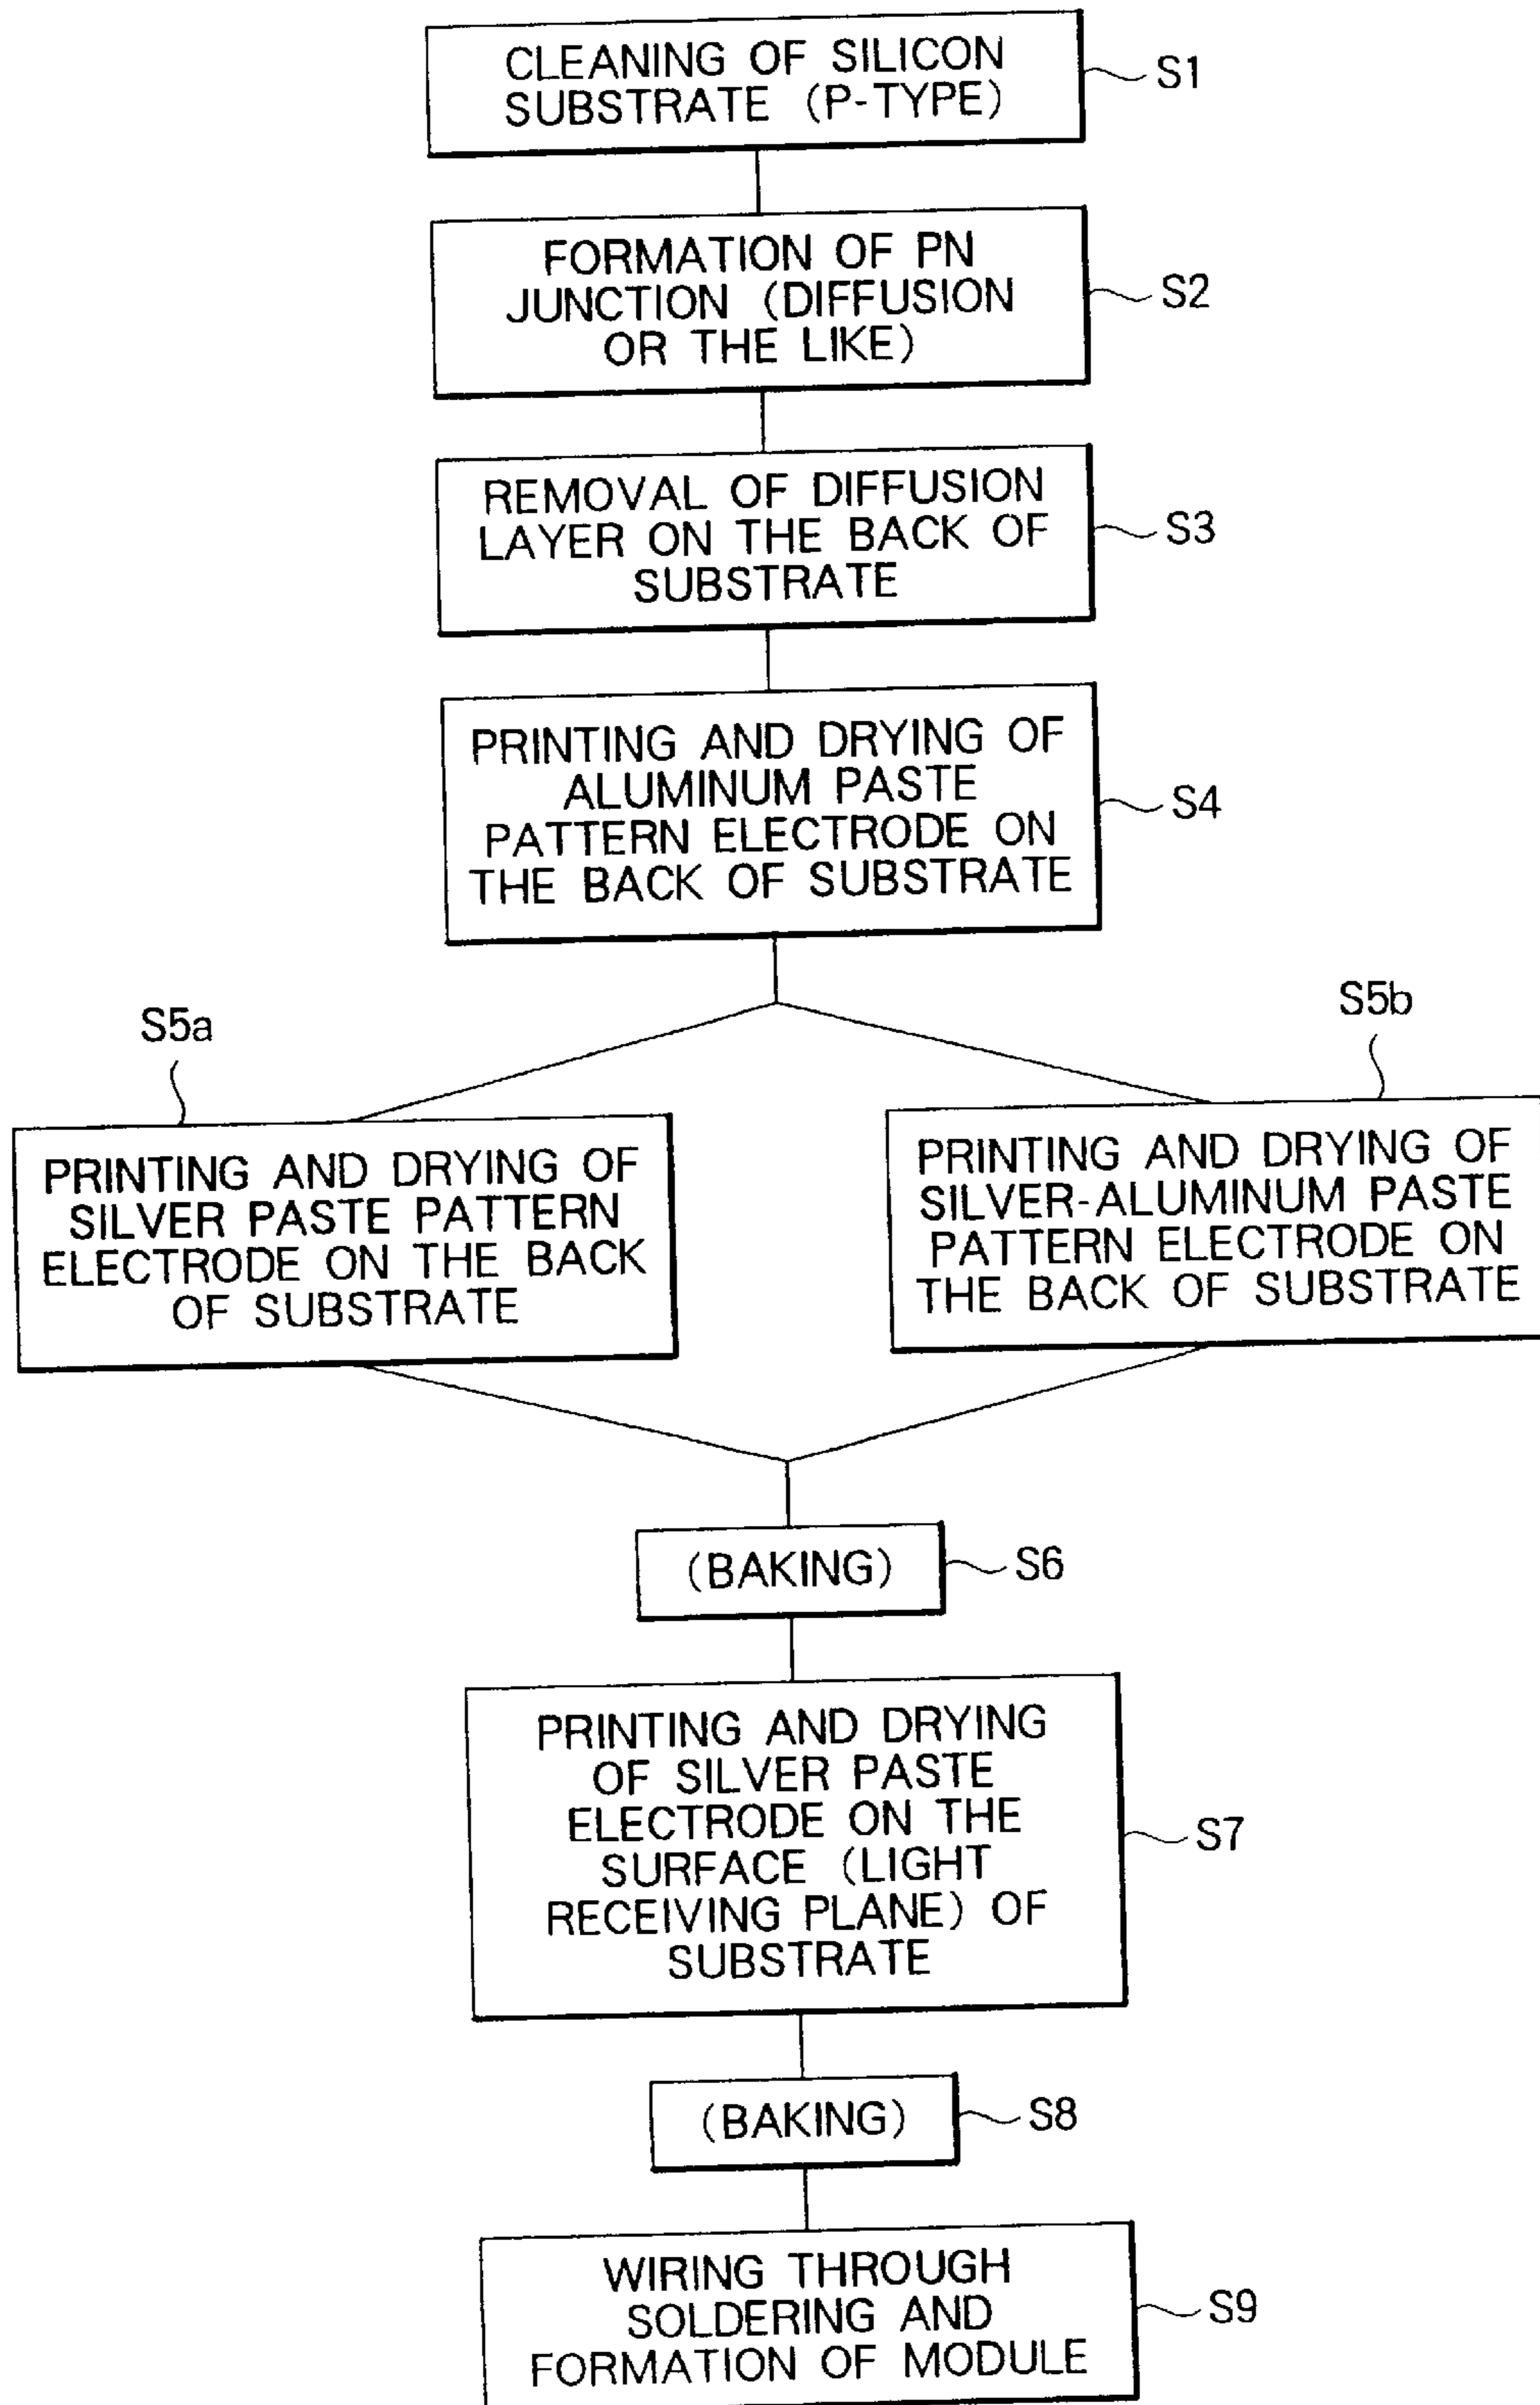 CLEANING OF SILICON
SUBSTRATE (P-TYPE)
S1
FORMATION OF PN
JUNCTION (DIFFUSION
OR THE LIKE)
S2
REMOVAL OF DIFFUSION
LAYER ON THE BACK OF
SUBSTRATE
S3
PRINTING AND DRYING OF
ALUMINUM PASTE
PATTERN ELECTRODE ON
THE BACK OF SUBSTRATE
S4
S5a
PRINTING AND DRYING OF
SILVER PASTE PATTERN
ELECTRODE ON THE BACK
OF SUBSTRATE
S5b
PRINTING AND DRYING OF
SILVER-ALUMINUM PASTE
PATTERN ELECTRODE ON
THE BACK OF SUBSTRATE
(BAKING)
S6
PRINTING AND DRYING
OF SILVER PASTE
ELECTRODE ON THE
SURFACE (LIGHT
RECEIVING PLANE) OF
SUBSTRATE
S7
(BAKING)
S8
WIRING THROUGH
SOLDERING AND
FORMATION OF MODULE
S9